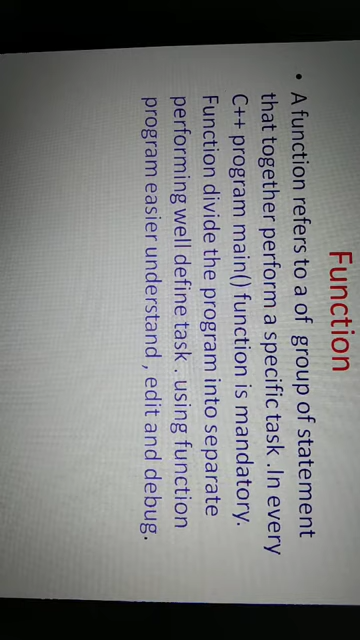 Function
• A function refers to a of group of statement
that together perform a specific task .In every
C++ program main() function is mandatory.
Function divide the program into separate
performing well define task . using function
program easier understand , edit and debug.